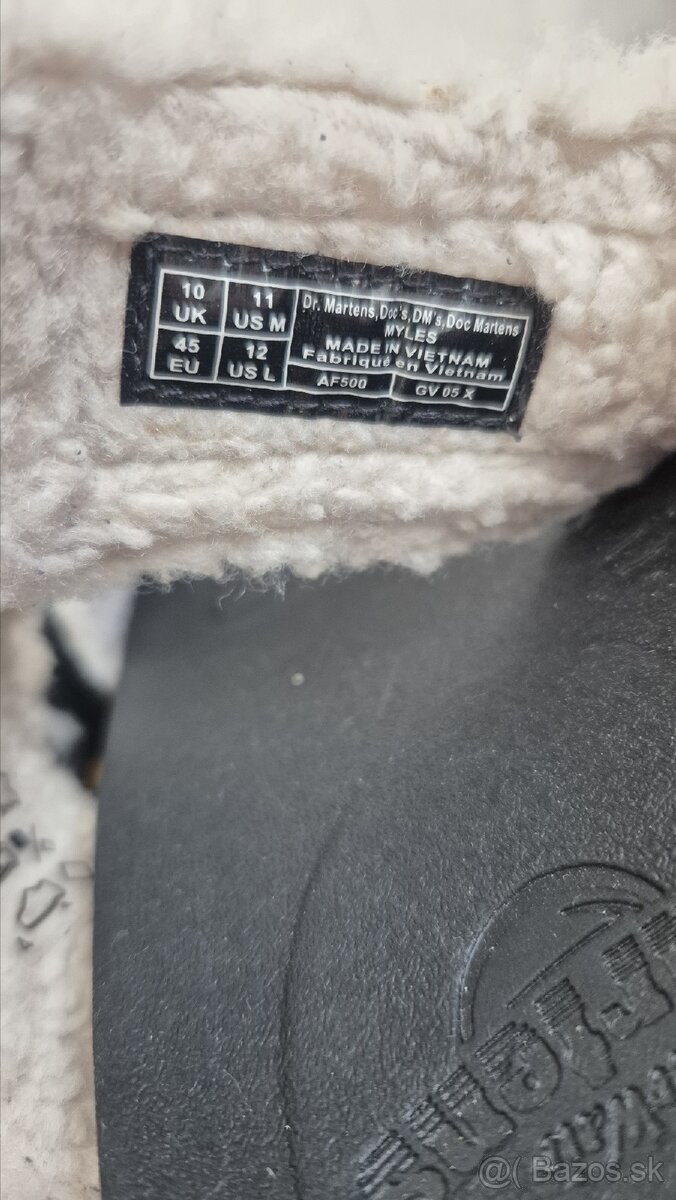 10 UK
11 US M
45 EU
12 US L
Dr. Martens,Doc's,DM's,Doc Martens
MYLES
MADE IN VIETNAM
Fabriqué en Vietnam
AF500
GV 05 X
@( Bazos.sk